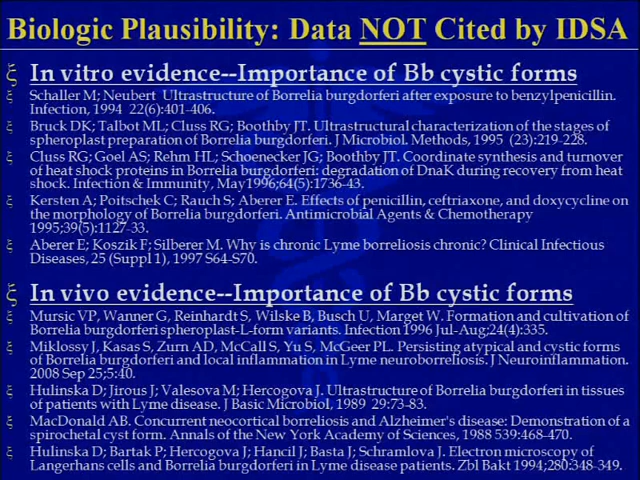 Biologic Plausibility: Data NOT Cited by IDSA
ξ In vitro evidence--Importance of Bb cystic forms
ξ Schaller M; Neubert Ultrastructure of Borrelia burgdorferi after exposure to benzylpenicillin.
Infection, 1994 22(6):401-406.
ξ Bruck DK; Talbot ML; Cluss RG; Boothby JT. Ultrastructural characterization of the stages of
spheroplast preparation of Borrelia burgdorferi. J Microbiol. Methods, 1995 (23):219-228.
ξ Cluss RG; Goel AS; Rehm HL; Schoenecker JG; Boothby JT. Coordinate synthesis and turnover
of heat shock proteins in Borrelia burgdorferi: degradation of DnaK during recovery from heat
shock. Infection & Immunity, May1996;64(5):1736-43.
ξ Kersten A; Poitschek C; Rauch S; Aberer E. Effects of penicillin, ceftriaxone, and doxycycline on
the morphology of Borrelia burgdorferi. Antimicrobial Agents & Chemotherapy
1995;39(5):1127-33.
ξ Aberer E; Koszik F; Silberer M. Why is chronic Lyme borreliosis chronic? Clinical Infectious
Diseases, 25 (Suppl 1), 1997 S64-S70.
ξ In vivo evidence--Importance of Bb cystic forms
ξ Mursic VP, Wanner G, Reinhardt S, Wilske B, Busch U, Marget W. Formation and cultivation of
Borrelia burgdorferi spheroplast-L-form variants. Infection 1996 Jul-Aug;24(4):335.
ξ Miklossy J, Kasas S, Zurn AD, McCall S, Yu S, McGeer PL. Persisting atypical and cystic forms
of Borrelia burgdorferi and local inflammation in Lyme neuroborreliosis. J Neuroinflammation.
2008 Sep 25;5:40.
ξ Hulinska D; Jirous J; Valesova M; Hercogova J. Ultrastructure of Borrelia burgdorferi in tissues
of patients with Lyme disease. J Basic Microbiol, 1989 29:73-83.
ξ MacDonald AB. Concurrent neocortical borreliosis and Alzheimer's disease: Demonstration of a
spirochetal cyst form. Annals of the New York Academy of Sciences, 1988 539:468-470.
ξ Hulinska D; Bartak P; Hercogova J; Hancil J; Basta J; Schramlova J. Electron microscopy of
Langerhans cells and Borrelia burgdorferi in Lyme disease patients. Zbl Bakt 1994;280:348-349.